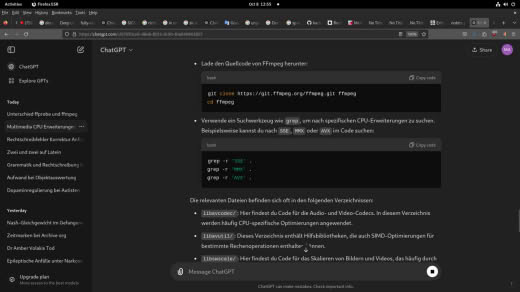 Activities Firefox ESR Oct 8 12:55
File Edit View History Bookmarks Tools Help
ChatGPT Share
ChatGPT
Explore GPTs
Today
Unterschied ffprobe und ffmpeg
Multimedia CPU-Erweiterungen
Rechtschreibfehler Korrektur Anf
Zwei und zwei auf Latein
Grammatik und Rechtschreibung
Aufwand bei Objektauswertung
Dopaminregulierung bei Autisten
Yesterday
Nash-Gleichgewicht im Gefangen
Zeitmarken bei Archive org
Dr Amber Volakis Tod
Epileptische Anfälle unter Narkose
Upgrade plan
More access to the best models
Lade den Quellcode von FFmpeg herunter:
bash Copy code
git clone https://git.ffmpeg.org/ffmpeg.git ffmpeg
cd ffmpeg
Verwende ein Suchwerkzeug wie grep, um nach spezifischen CPU-Erweiterungen zu suchen.
Beispielsweise kannst du nach SSE, MMX oder AVX im Code suchen:
bash Copy code
grep -r 'SSE' .
grep -r 'MMX' .
grep -r 'AVX' .
Die relevanten Dateien befinden sich oft in den folgenden Verzeichnissen:
libavcodec/: Hier findest du Code für die Audio- und Video-Codecs. In diesem Verzeichnis
werden häufig CPU-spezifische Optimierungen angewendet.
libavutil/: Dieses Verzeichnis enthält Hilfsbibliotheken, die auch SIMD-Optimierungen für
bestimmte Rechenoperationen enthalten
libswscale/: Hier findest du Code für das Skalieren von Bildern und Videos, das häufig durch
Message ChatGPT
ChatGPT can make mistakes. Check important info.